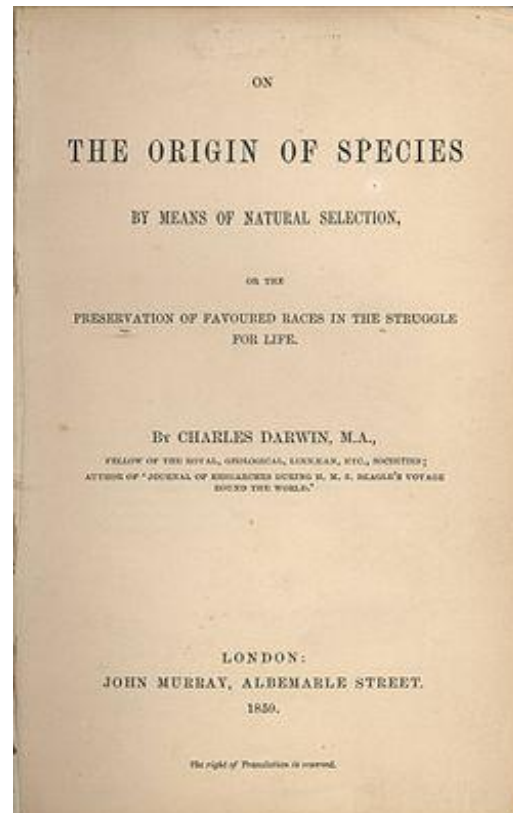 ON
THE ORIGIN OF SPECIES
BY MEANS OF NATURAL SELECTION,
OR THE
PRESERVATION OF FAVOURED RACES IN THE STRUGGLE
FOR LIFE.
BY CHARLES DARWIN, M.A.,
FELLOW OF THE ROYAL, GEOLOGICAL, LINNÆAN, ETC., SOCIETIES;
AUTHOR OF 'JOURNAL OF RESEARCHES DURING H. M. S. BEAGLE'S VOYAGE
ROUND THE WORLD.'
LONDON:
JOHN MURRAY, ALBEMARLE STREET.
1859.
The right of Translation is reserved.